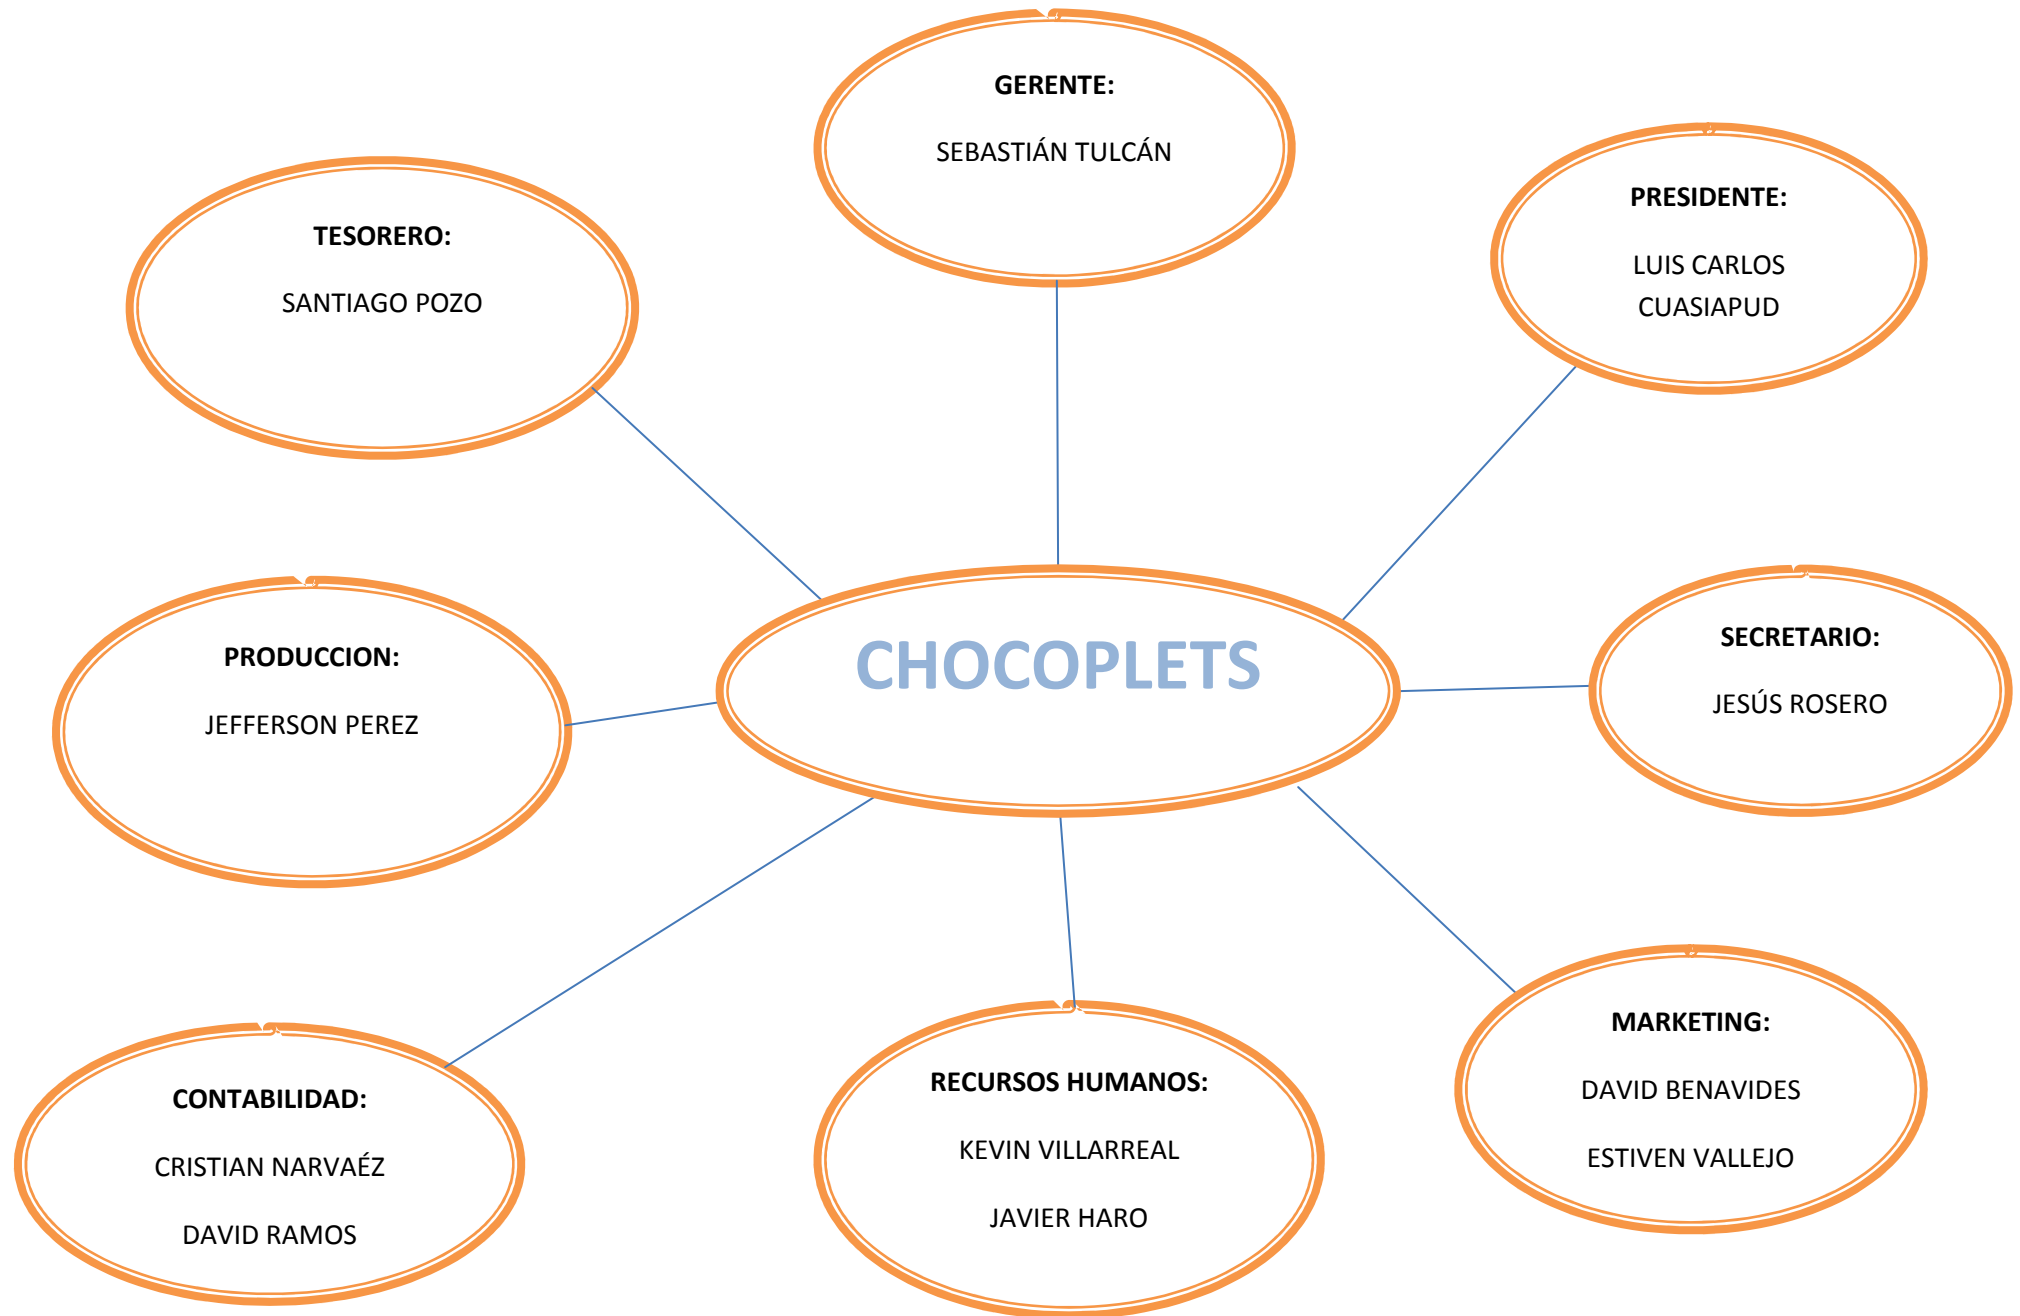 GERENTE:
SEBASTIÁN TULCÁN
PRESIDENTE:
LUIS CARLOS
CUASIAPUD
TESORERO:
SANTIAGO POZO
CHOCOPLETS
SECRETARIO:
JESÚS ROSERO
PRODUCCION:
JEFFERSON PEREZ
MARKETING:
DAVID BENAVIDES
ESTIVEN VALLEJO
RECURSOS HUMANOS:
KEVIN VILLARREAL
JAVIER HARO
CONTABILIDAD:
CRISTIAN NARVAÉZ
DAVID RAMOS